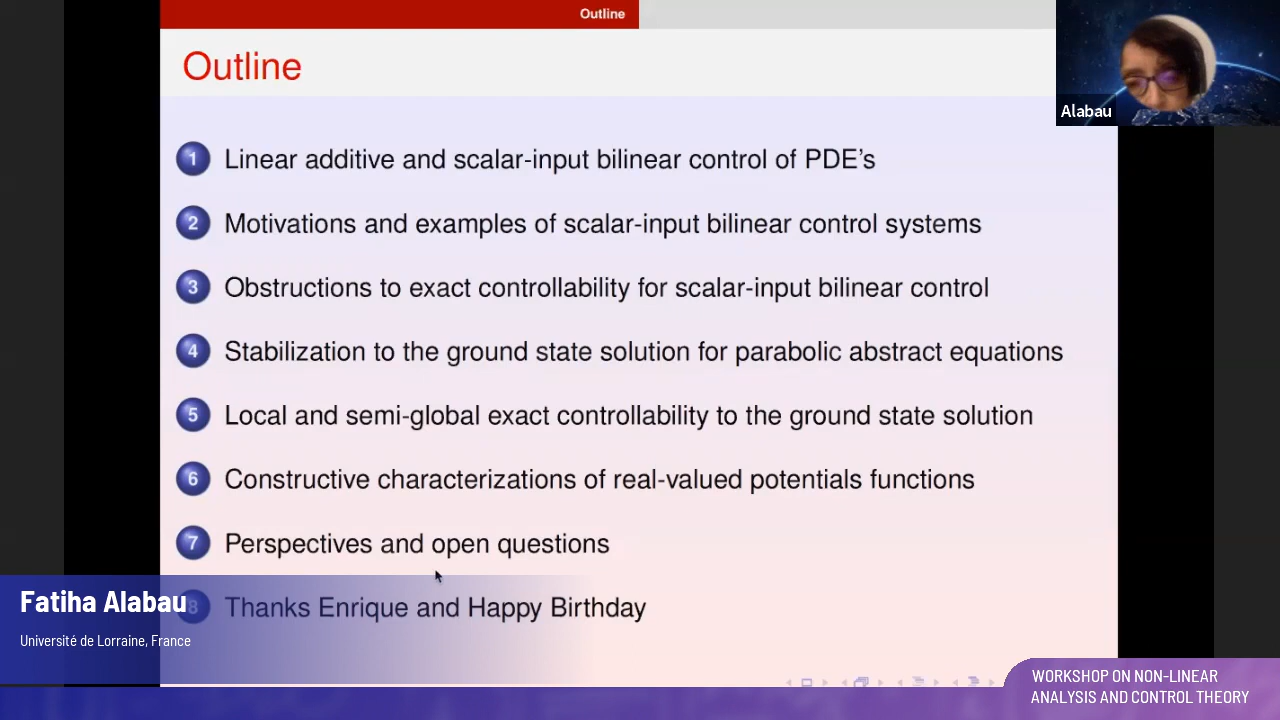 Outline
Outline
Alabau
1 Linear additive and scalar-input bilinear control of PDE's
2 Motivations and examples of scalar-input bilinear control systems
3 Obstructions to exact controllability for scalar-input bilinear control
4 Stabilization to the ground state solution for parabolic abstract equations
5 Local and semi-global exact controllability to the ground state solution
6 Constructive characterizations of real-valued potentials functions
7 Perspectives and open questions
8 Thanks Enrique and Happy Birthday
Fatiha Alabau
Université de Lorraine, France
WORKSHOP ON NON-LINEAR
ANALYSIS AND CONTROL THEORY